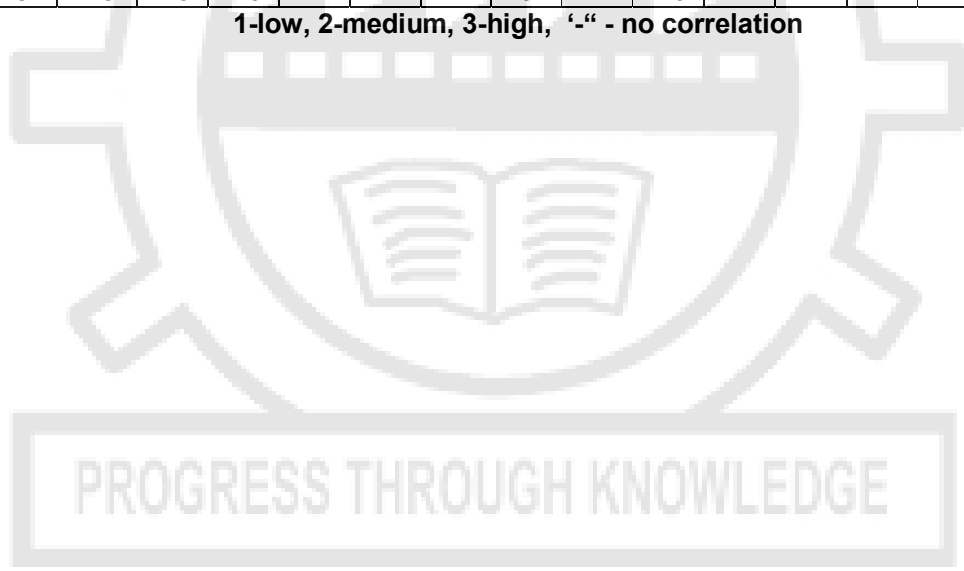 1-low, 2-medium, 3-high, ‘-“ - no correlation
PROGRESS THROUGH KNOWLEDGE